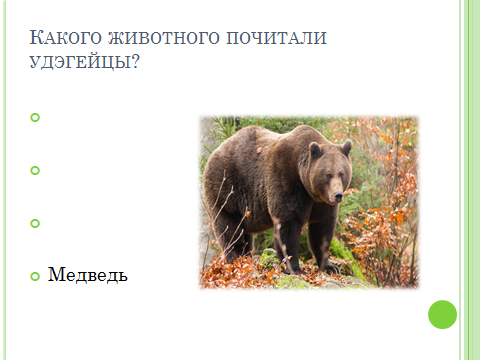 Какого животного почитали
удэгейцы?
Медведь